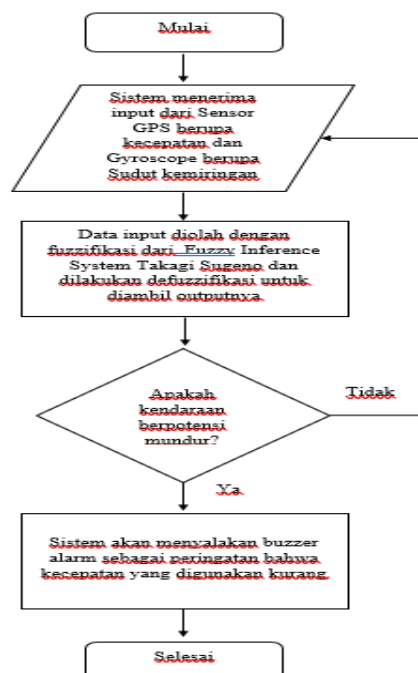 Mulai
Sistem menerima
input dari Sensor
GPS berupa
kecepatan dan
Gyroscope berupa
Sudut kemiringan
Data input diolah dengan
fuzzifikasi dari Fuzzy Inference
System Takagi Sugeno dan
dilakukan defuzzifikasi untuk
diambil outputnya
Apakah
kendaraan
berpotensi
mundur?
Tidak
Ya
Sistem akan menyalakan buzzer
alarm sebagai peringatan bahwa
kecepatan yang digunakan kurang
Selesai